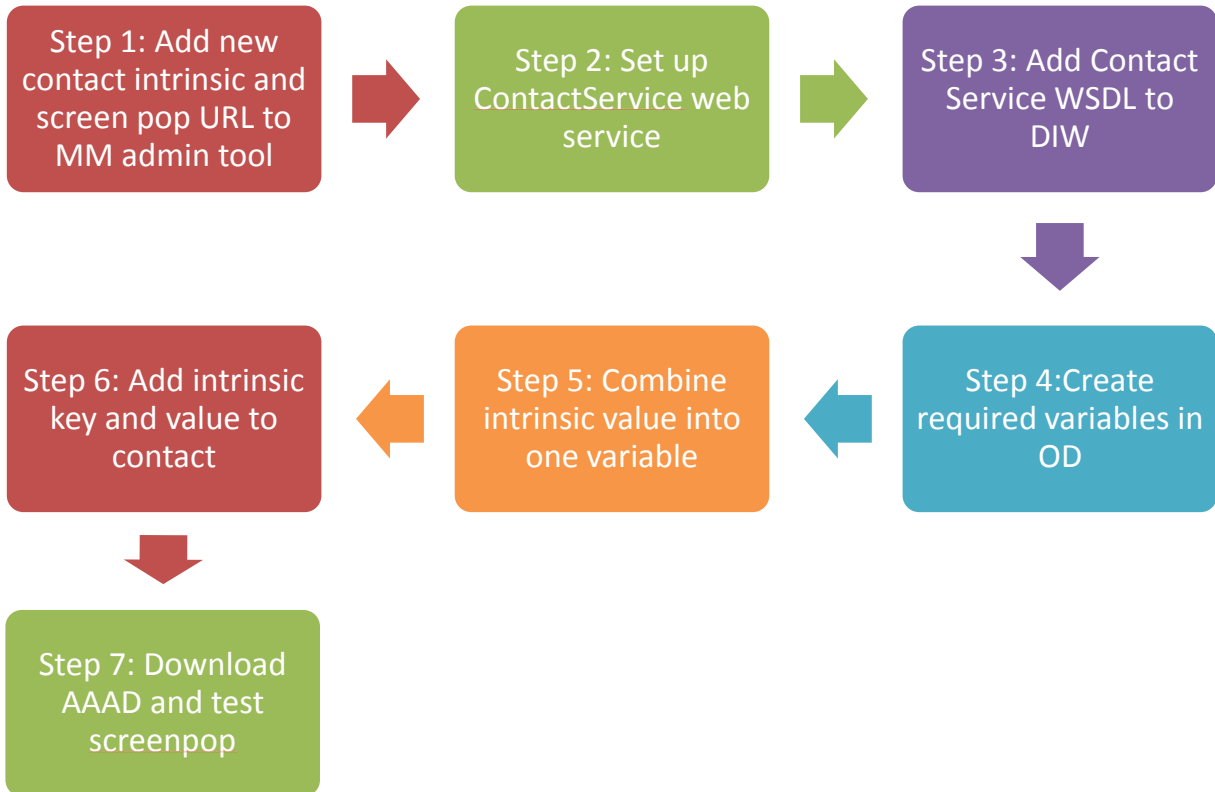 Step 1: Add new
contact intrinsic and
screen pop URL to
MM admin tool
Step 2: Set up
ContactService web
service
Step 3: Add Contact
Service WSDL to
DIW
Step 4:Create
required variables in
OD
Step 5: Combine
intrinsic value into
one variable
Step 6: Add intrinsic
key and value to
contact
Step 7: Download
AAAD and test
screenpop